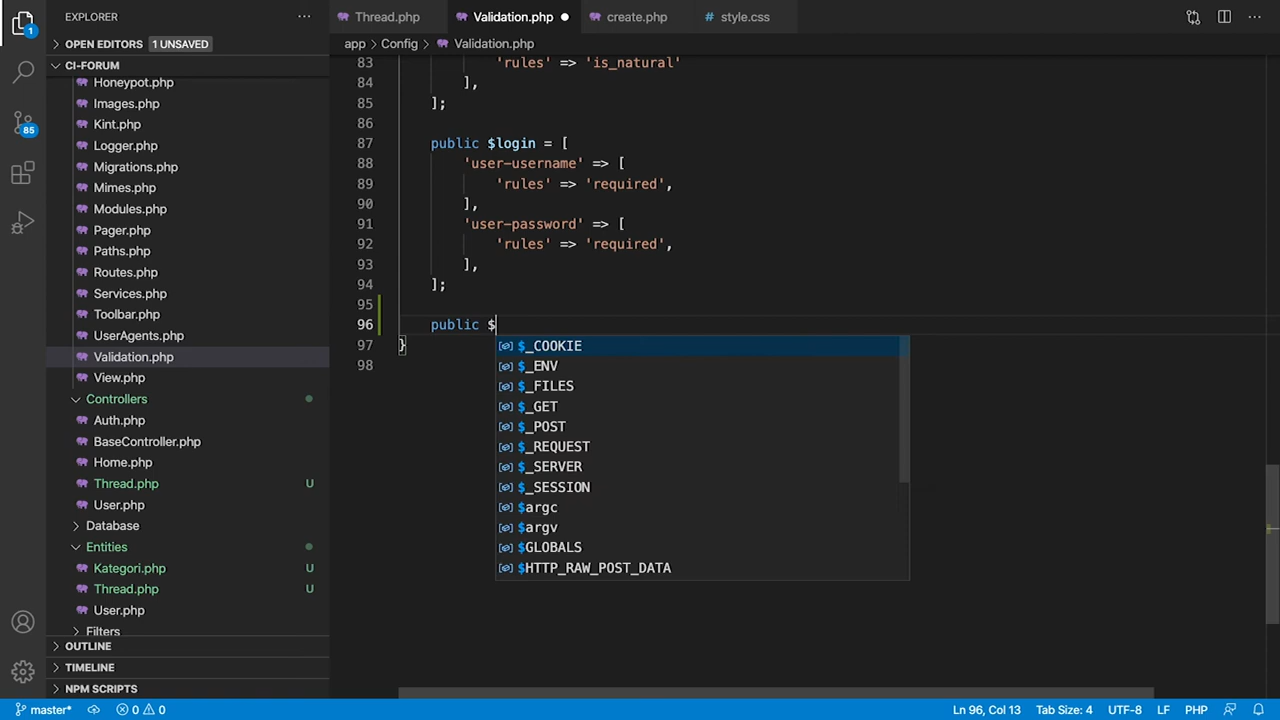 EXPLORER
1
OPEN EDITORS 1 UNSAVED
CI-FORUM
Honeypot.php
Images.php
Kint.php
Logger.php
Migrations.php
Mimes.php
Modules.php
Pager.php
Paths.php
Routes.php
Services.php
Toolbar.php
UserAgents.php
Validation.php
View.php
Controllers
Auth.php
BaseController.php
Home.php
Thread.php U
User.php
Database
Entities
Kategori.php U
Thread.php U
User.php
Filters
OUTLINE
TIMELINE
NPM SCRIPTS
85
Thread.php
Validation.php
create.php
# style.css
app > Config > Validation.php
83 'rules' => 'is_natural'
84 ],
85 ];
86
87 public $login = [
88 'user-username' => [
89 'rules' => 'required',
90 ],
91 'user-password' => [
92 'rules' => 'required',
93 ],
94 ];
95
96 public $
97 }
98
$_COOKIE
$_ENV
$_FILES
$_GET
$_POST
$_REQUEST
$_SERVER
$_SESSION
$argc
$argv
$GLOBALS
$HTTP_RAW_POST_DATA
master* 0 0 Ln 96, Col 13 Tab Size: 4 UTF-8 LF PHP